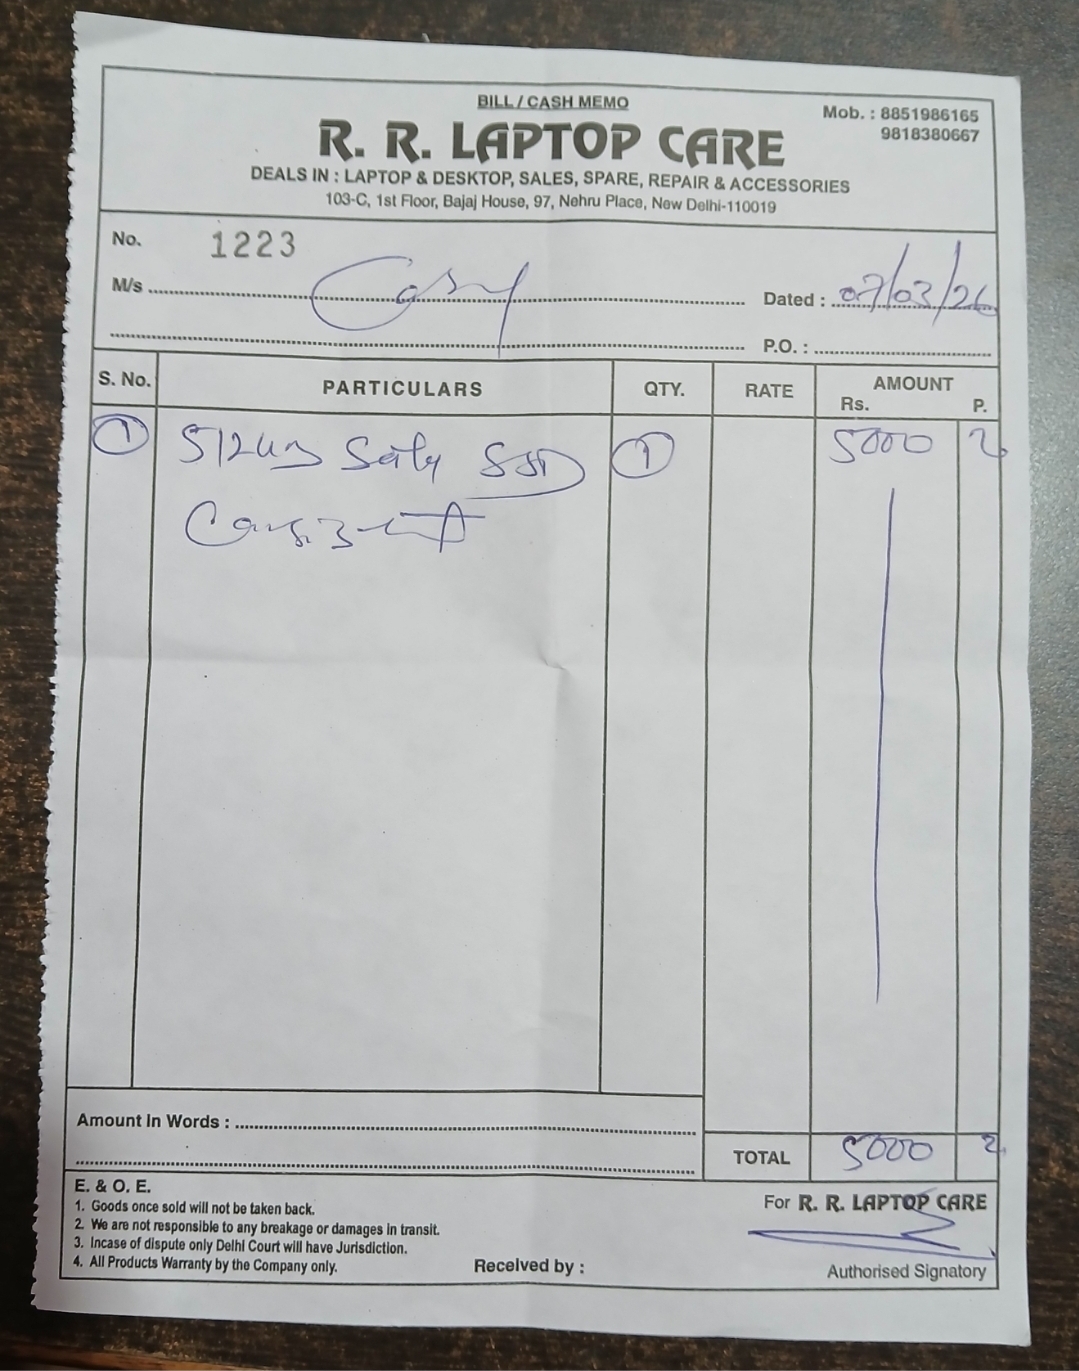 BILL / CASH MEMO
Mob. : 8851986165
9818380667
R. R. LAPTOP CARE
DEALS IN : LAPTOP & DESKTOP, SALES, SPARE, REPAIR & ACCESSORIES
103-C, 1st Floor, Bajaj House, 97, Nehru Place, New Delhi-110019
No. 1223
M/s Cash Dated : 07/03/26
P.O. :
S. No. PARTICULARS QTY. RATE AMOUNT
Rs. P.
1 512GB SSD 1 5000
Amount In Words :
TOTAL 5000
E. & O. E.
1. Goods once sold will not be taken back.
2. We are not responsible to any breakage or damages in transit.
3. Incase of dispute only Delhi Court will have Jurisdiction.
4. All Products Warranty by the Company only.
Received by :
For R. R. LAPTOP CARE
Authorised Signatory